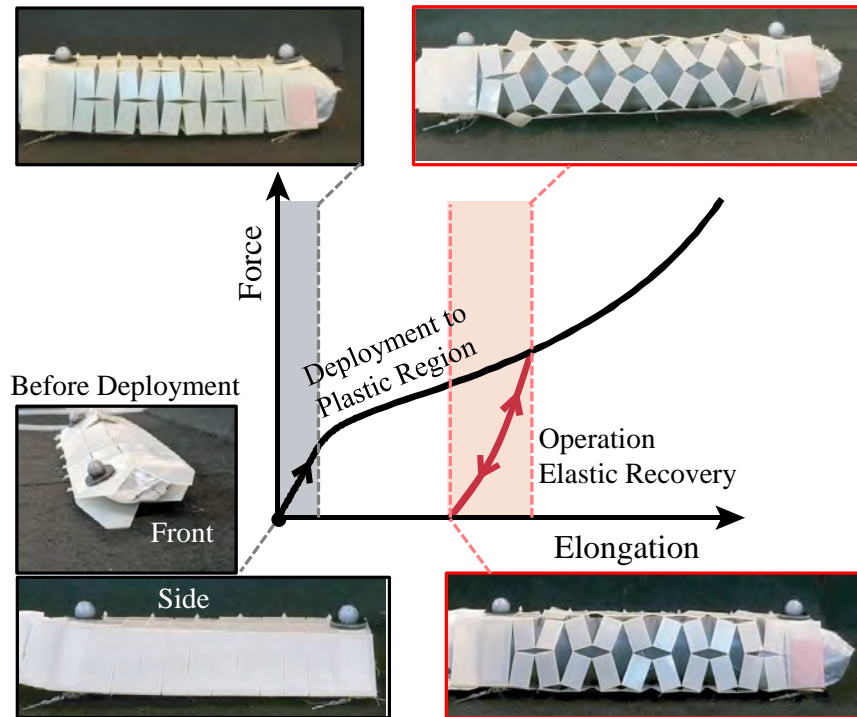 Force
Deployment to
Plastic Region
Before Deployment
Front
Operation
Elastic Recovery
Elongation
Side